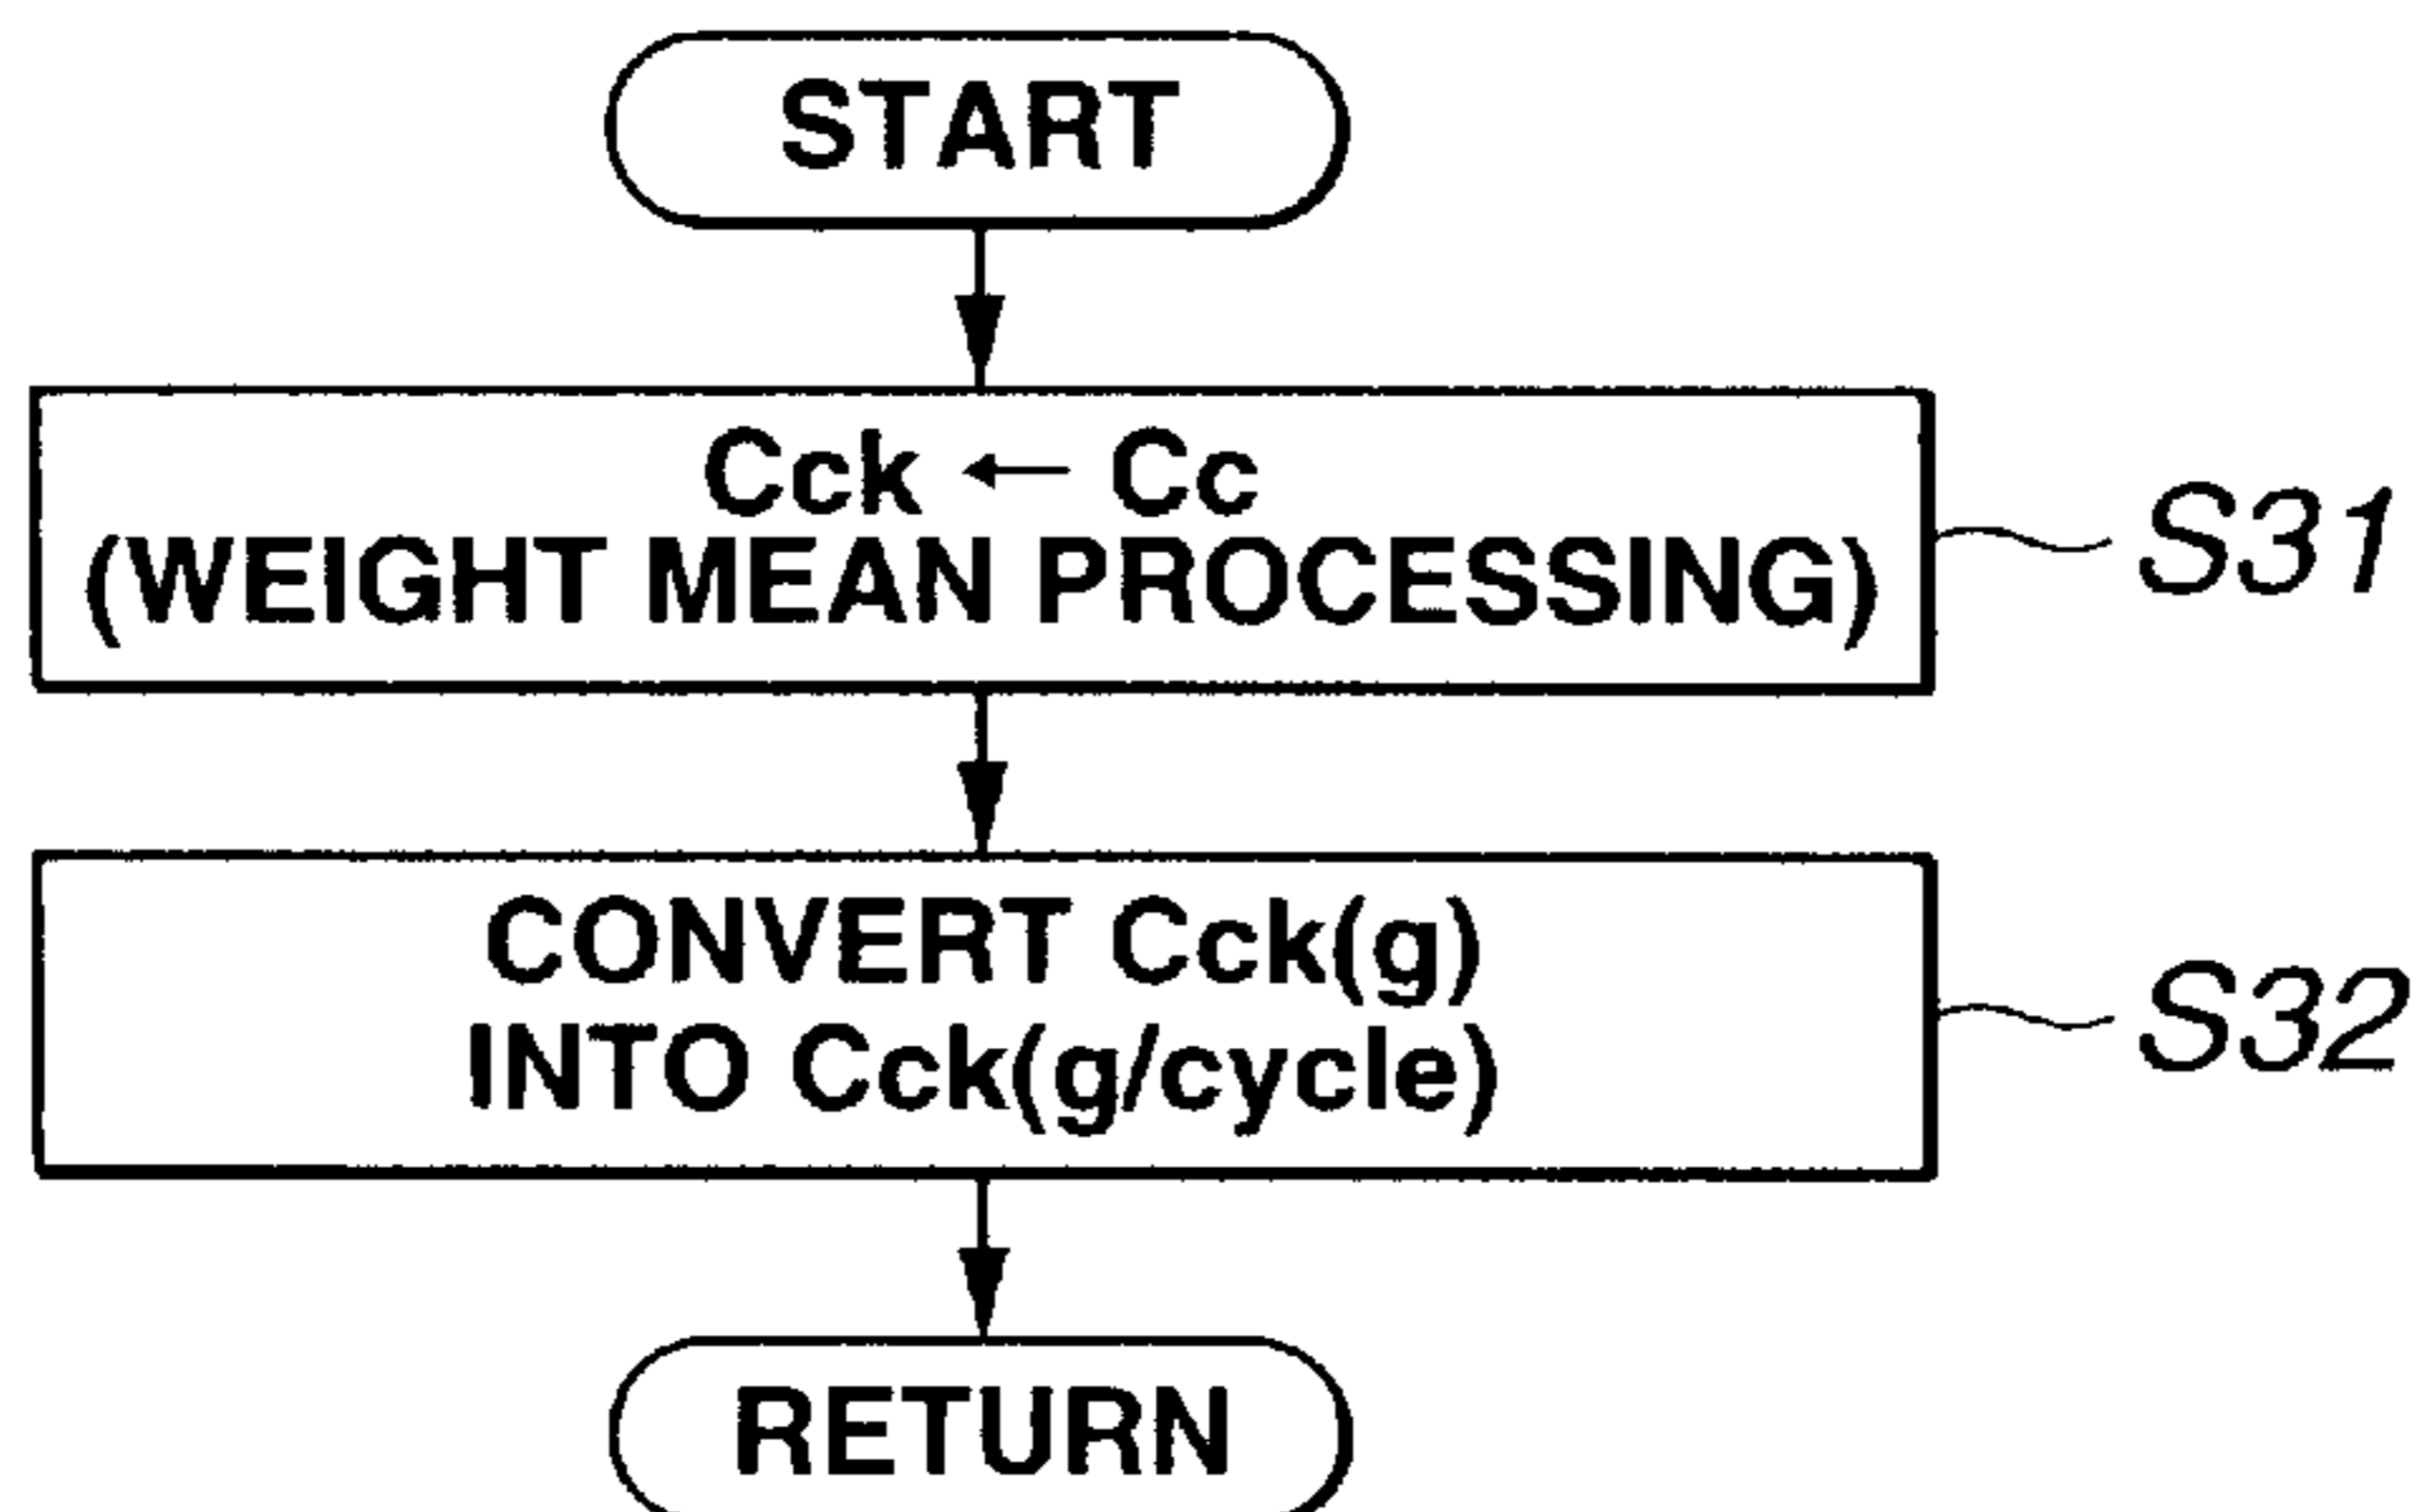 START
Cck ← Cc
(WEIGHT MEAN PROCESSING)
S31
CONVERT Cck(g)
INTO Cck(g/cycle)
S32
RETURN